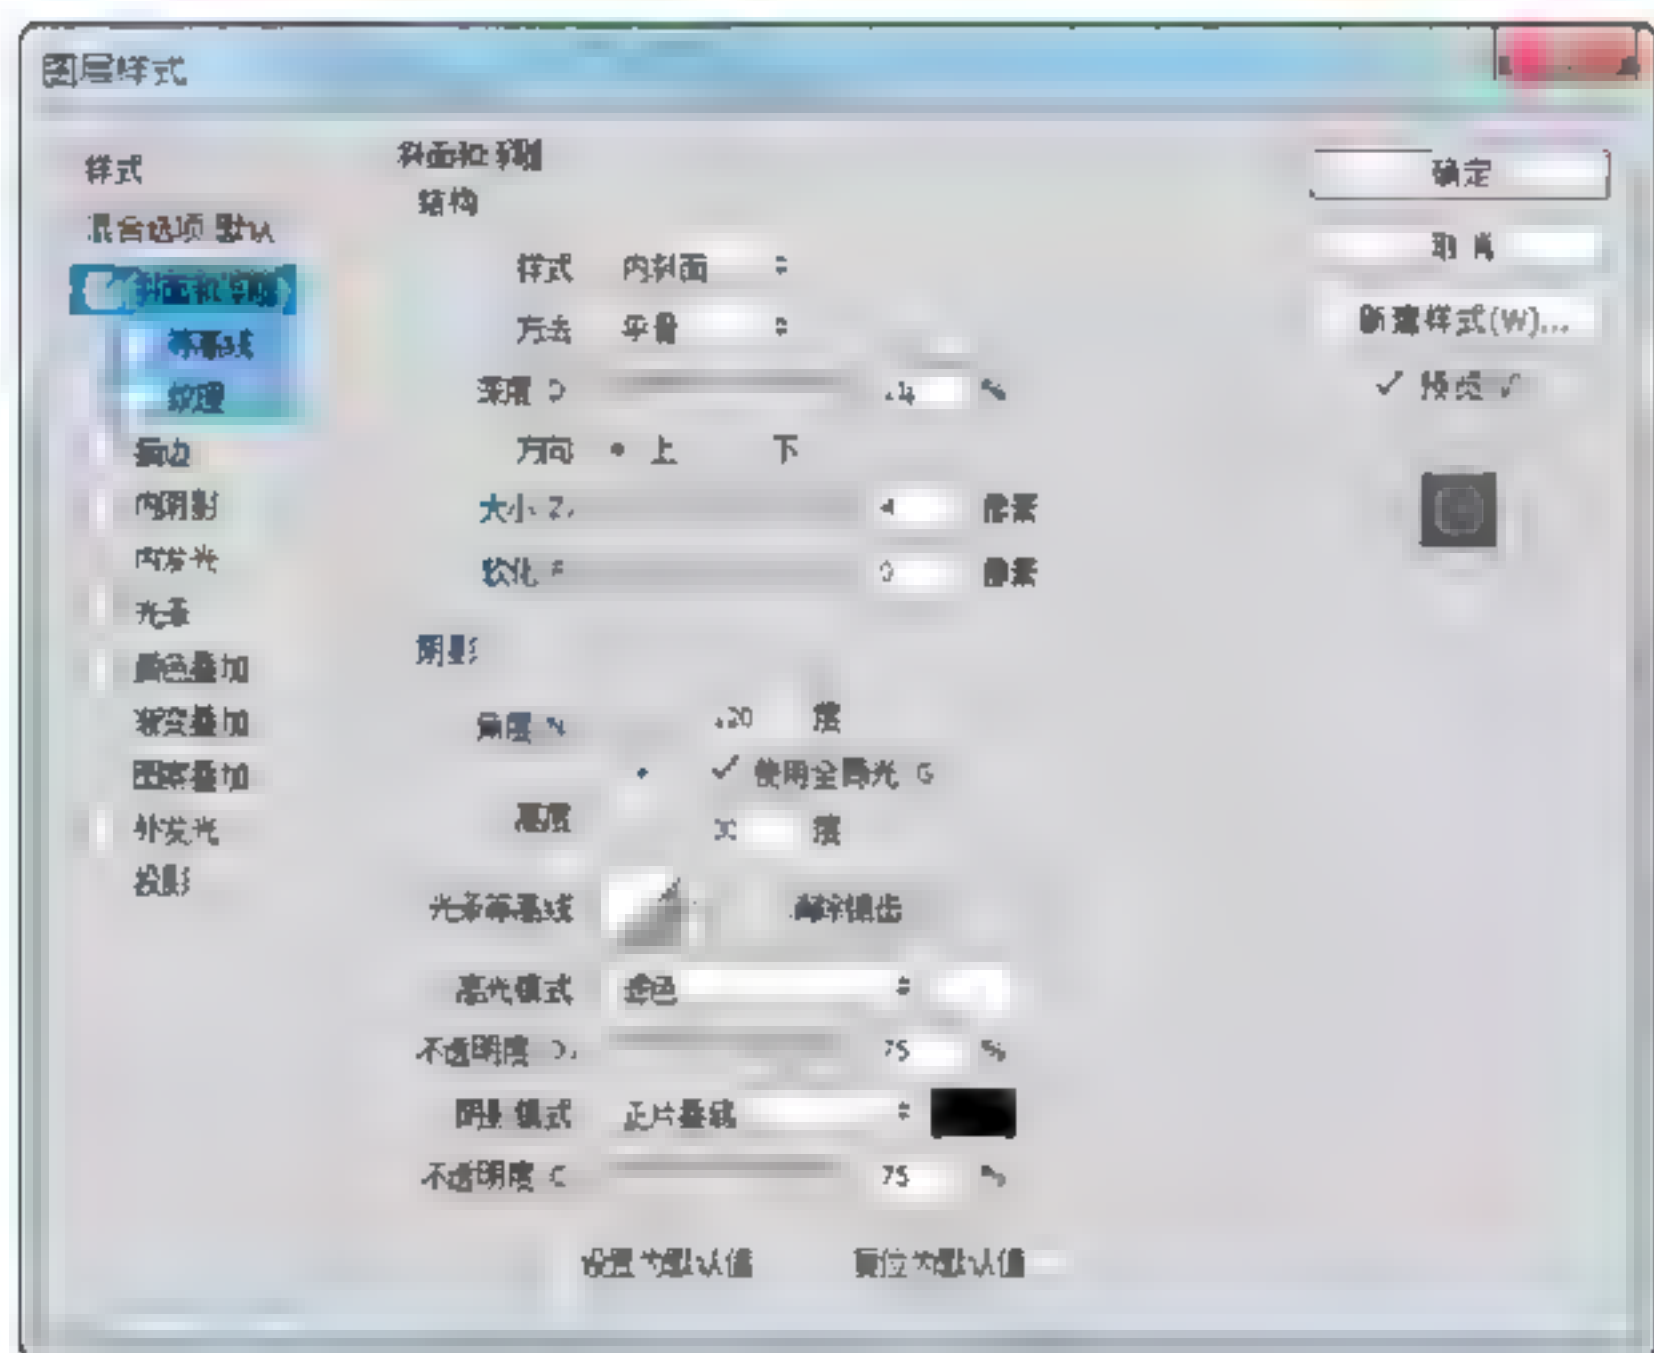 图层样式
样式
混合选项 默认
斜面和浮雕
等高线
纹理
描边
内阴影
内发光
光泽
颜色叠加
渐变叠加
图案叠加
外发光
投影
斜面和浮雕
结构
样式 内斜面
方法 平滑
深度 D %
方向 上 下
大小 Z 像素
软化 F 0 像素
阴影
角度 N 120 度
使用全局光 G
高度 30 度
光泽等高线 消除锯齿
高光模式 滤色
不透明度 O 75 %
阴影模式 正片叠底
不透明度 C 75 %
设置为默认值 复位为默认值
确定
取消
新建样式(W)...
预览 V